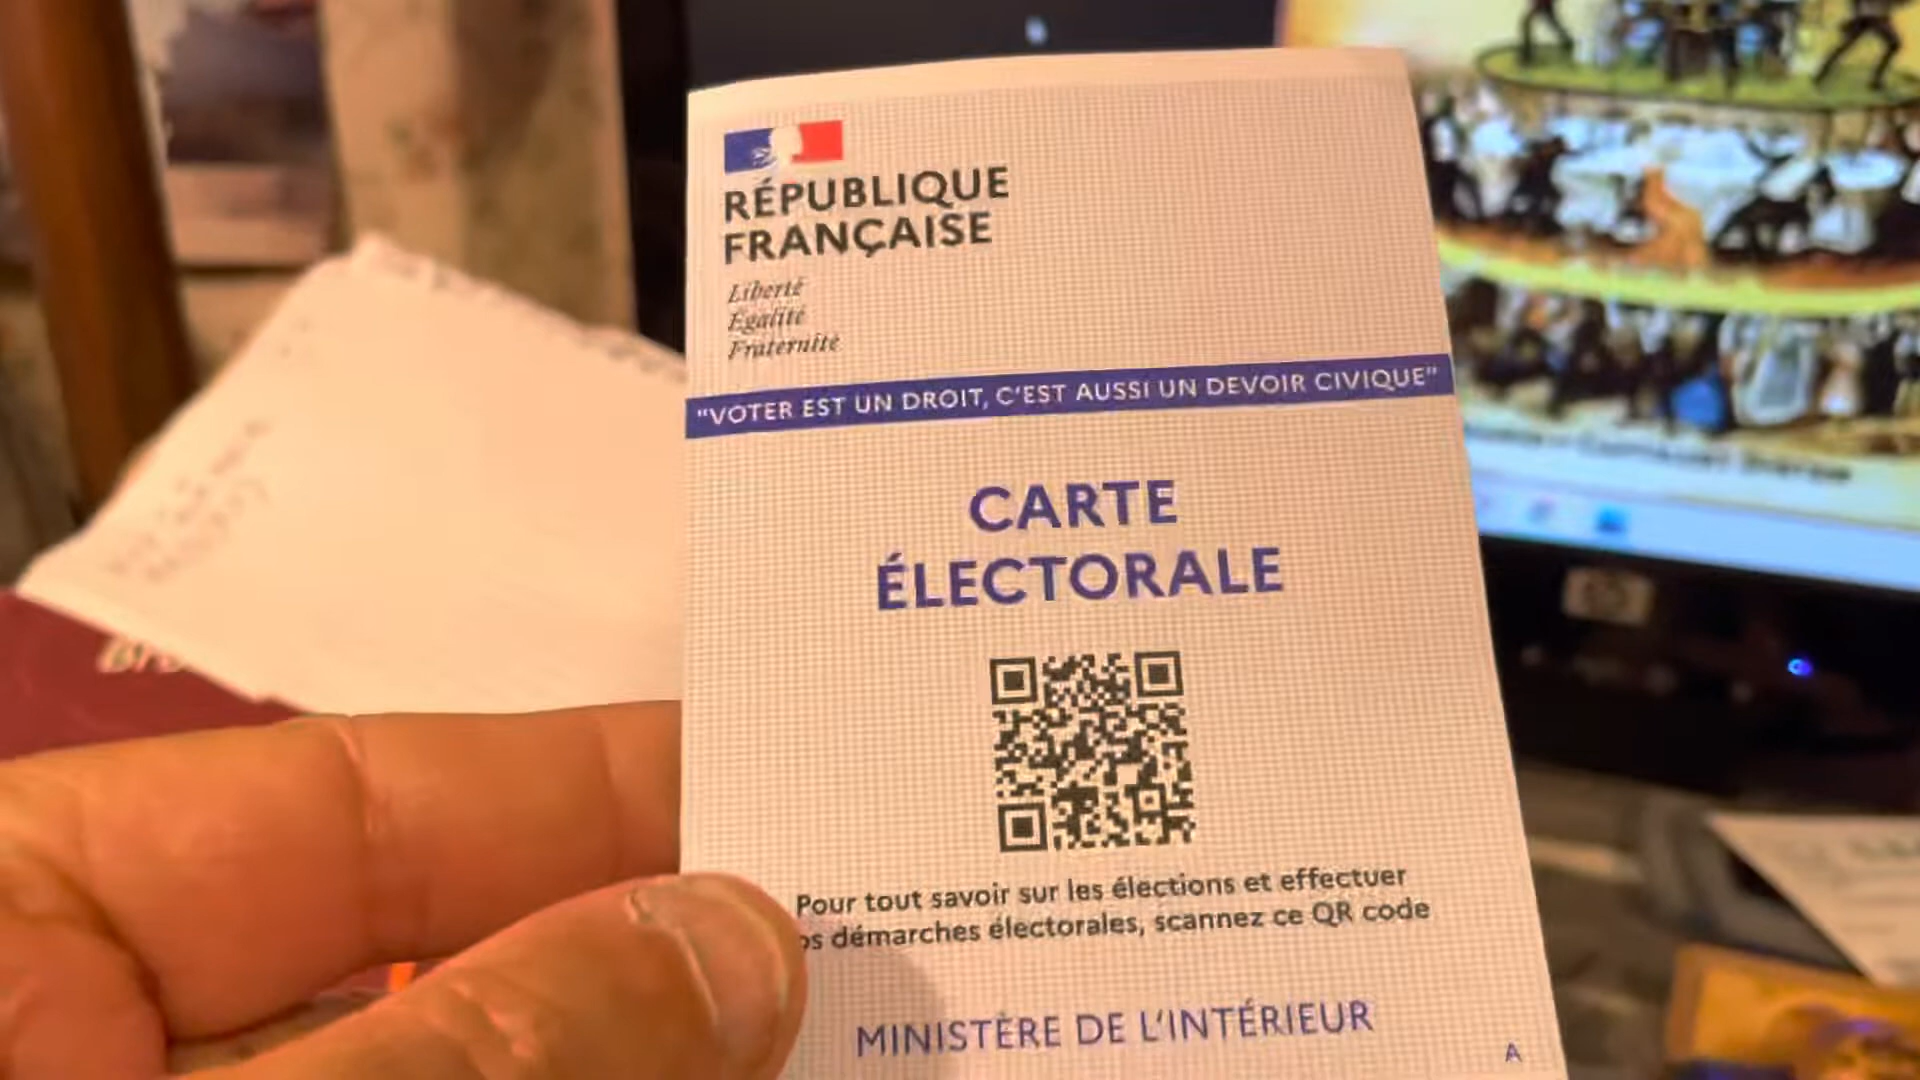 RÉPUBLIQUE
FRANÇAISE
Liberté
Égalité
Fraternité
"VOTER EST UN DROIT, C'EST AUSSI UN DEVOIR CIVIQUE"
CARTE
ÉLECTORALE
Pour tout savoir sur les élections et effectuer
démarches électorales, scannez ce QR code
MINISTÈRE DE L'INTÉRIEUR
A
hp